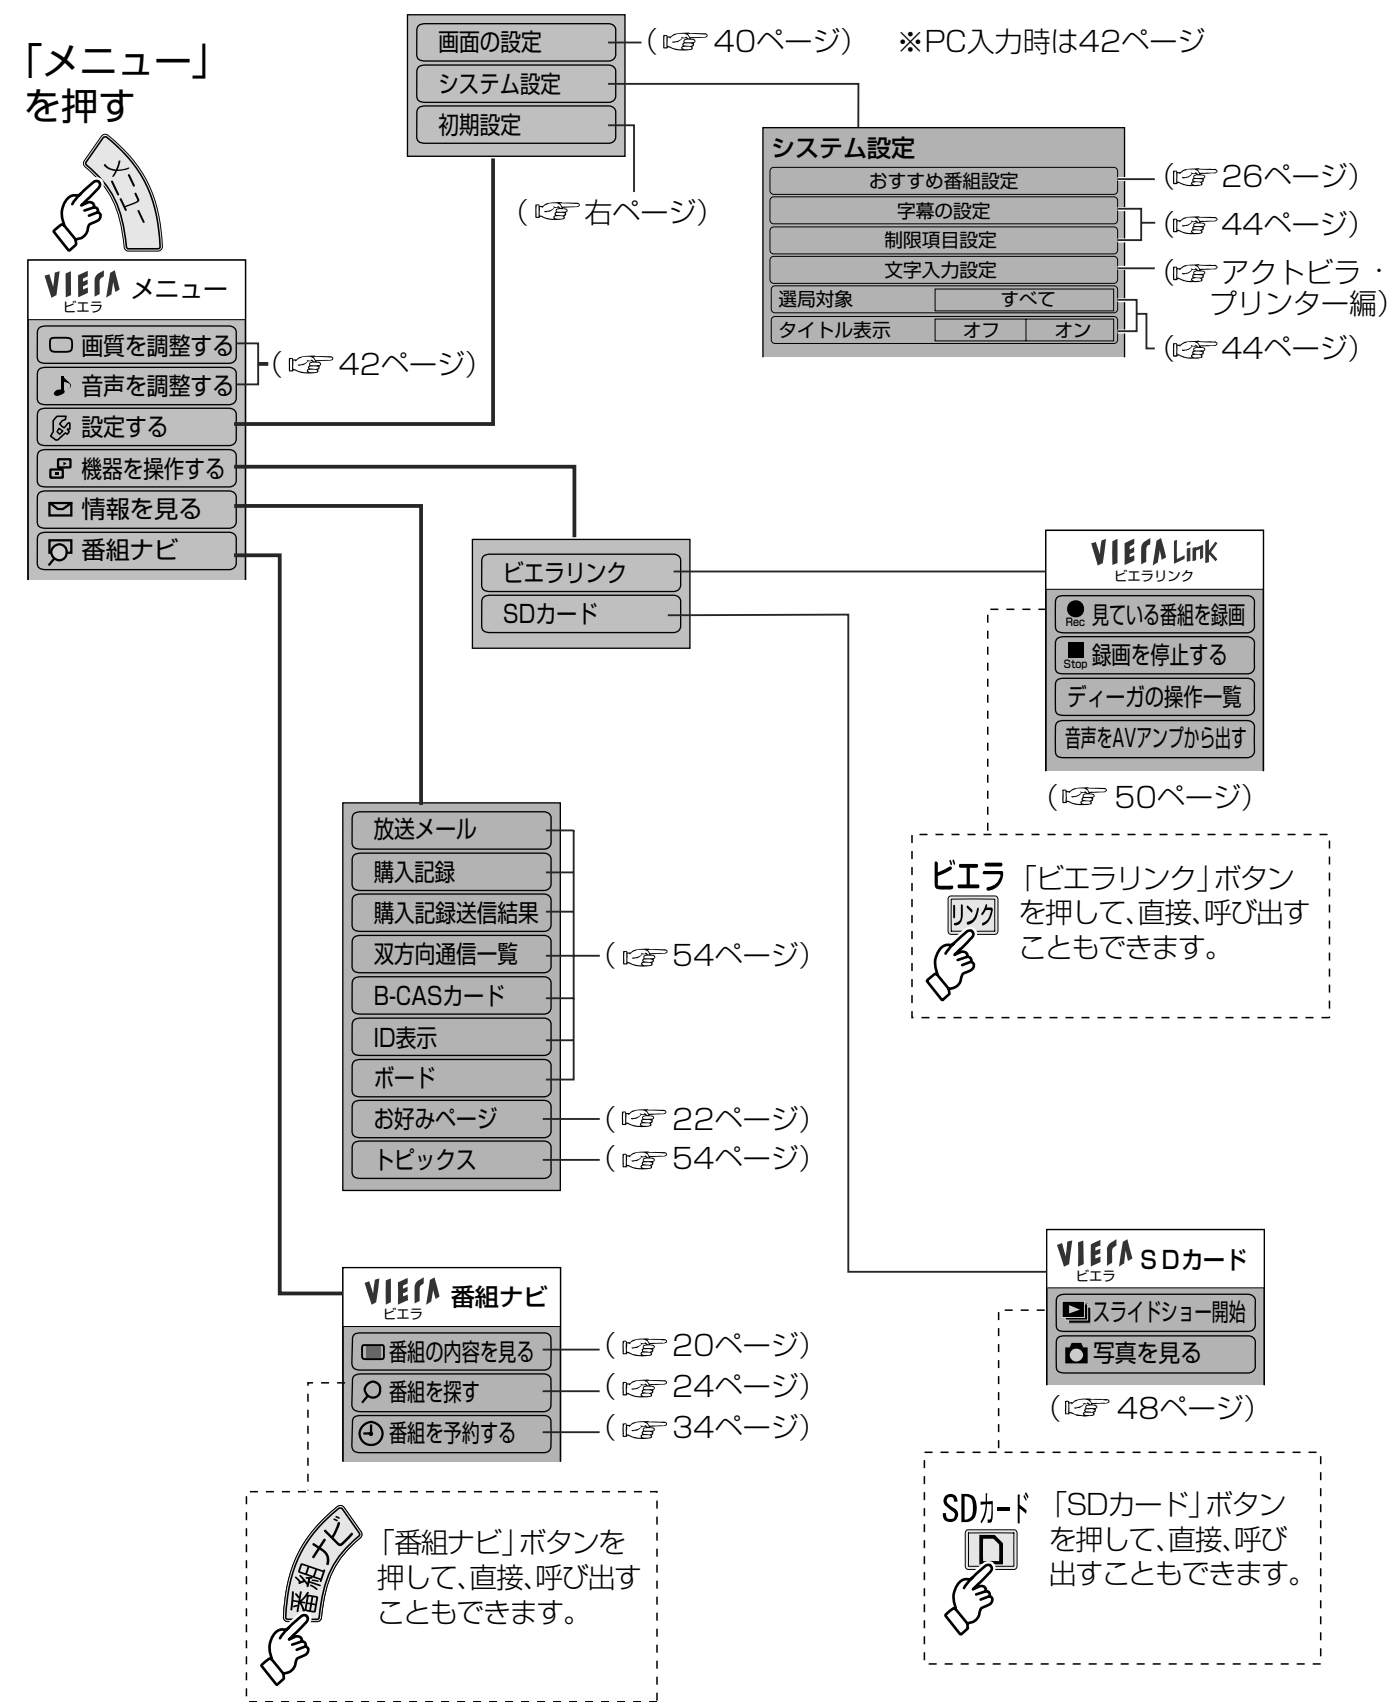 「メニュー」
を押す
メニュー
画面の設定
(☞40ページ) ※PC入力時は42ページ
システム設定
初期設定
(☞右ページ)
システム設定
おすすめ番組設定
(☞26ページ)
字幕の設定
制限項目設定
(☞44ページ)
文字入力設定
(☞アクトビラ・
プリンター編)
選局対象 すべて
タイトル表示 オフ オン
(☞44ページ)
VIERA メニュー
ビエラ
画質を調整する
音声を調整する
(☞42ページ)
設定する
機器を操作する
情報を見る
番組ナビ
ビエラリンク
SDカード
VIERA Link
ビエラリンク
Rec 見ている番組を録画
Stop 録画を停止する
ディーガの操作一覧
音声をAVアンプから出す
(☞50ページ)
ビエラ
リンク
「ビエラリンク」ボタン
を押して、直接、呼び出す
こともできます。
放送メール
購入記録
購入記録送信結果
双方向通信一覧
(☞54ページ)
B-CASカード
ID表示
ボード
お好みページ
(☞22ページ)
トピックス
(☞54ページ)
VIERA 番組ナビ
ビエラ
番組の内容を見る
(☞20ページ)
番組を探す
(☞24ページ)
番組を予約する
(☞34ページ)
番組ナビ
「番組ナビ」ボタンを
押して、直接、呼び出す
こともできます。
VIERA SDカード
ビエラ
スライドショー開始
写真を見る
(☞48ページ)
SDカード
「SDカード」ボタン
を押して、直接、呼び
出すこともできます。